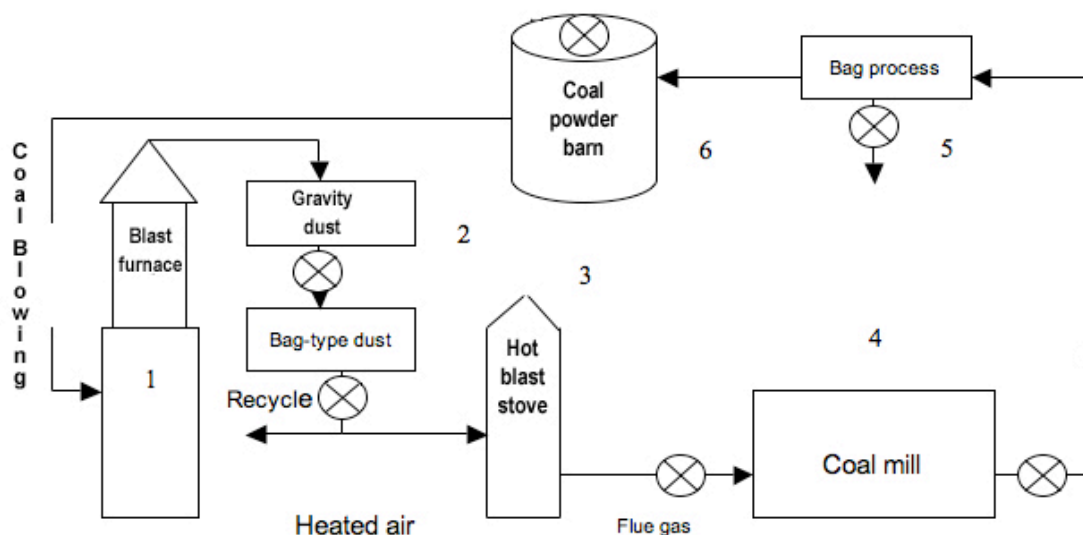 Coal
powder
barn
Bag process
6
5
Coal Blowing
Blast
furnace
Gravity
dust
2
3
Bag-type dust
Hot
blast
stove
4
1
Recycle
Coal mill
Heated air
Flue gas